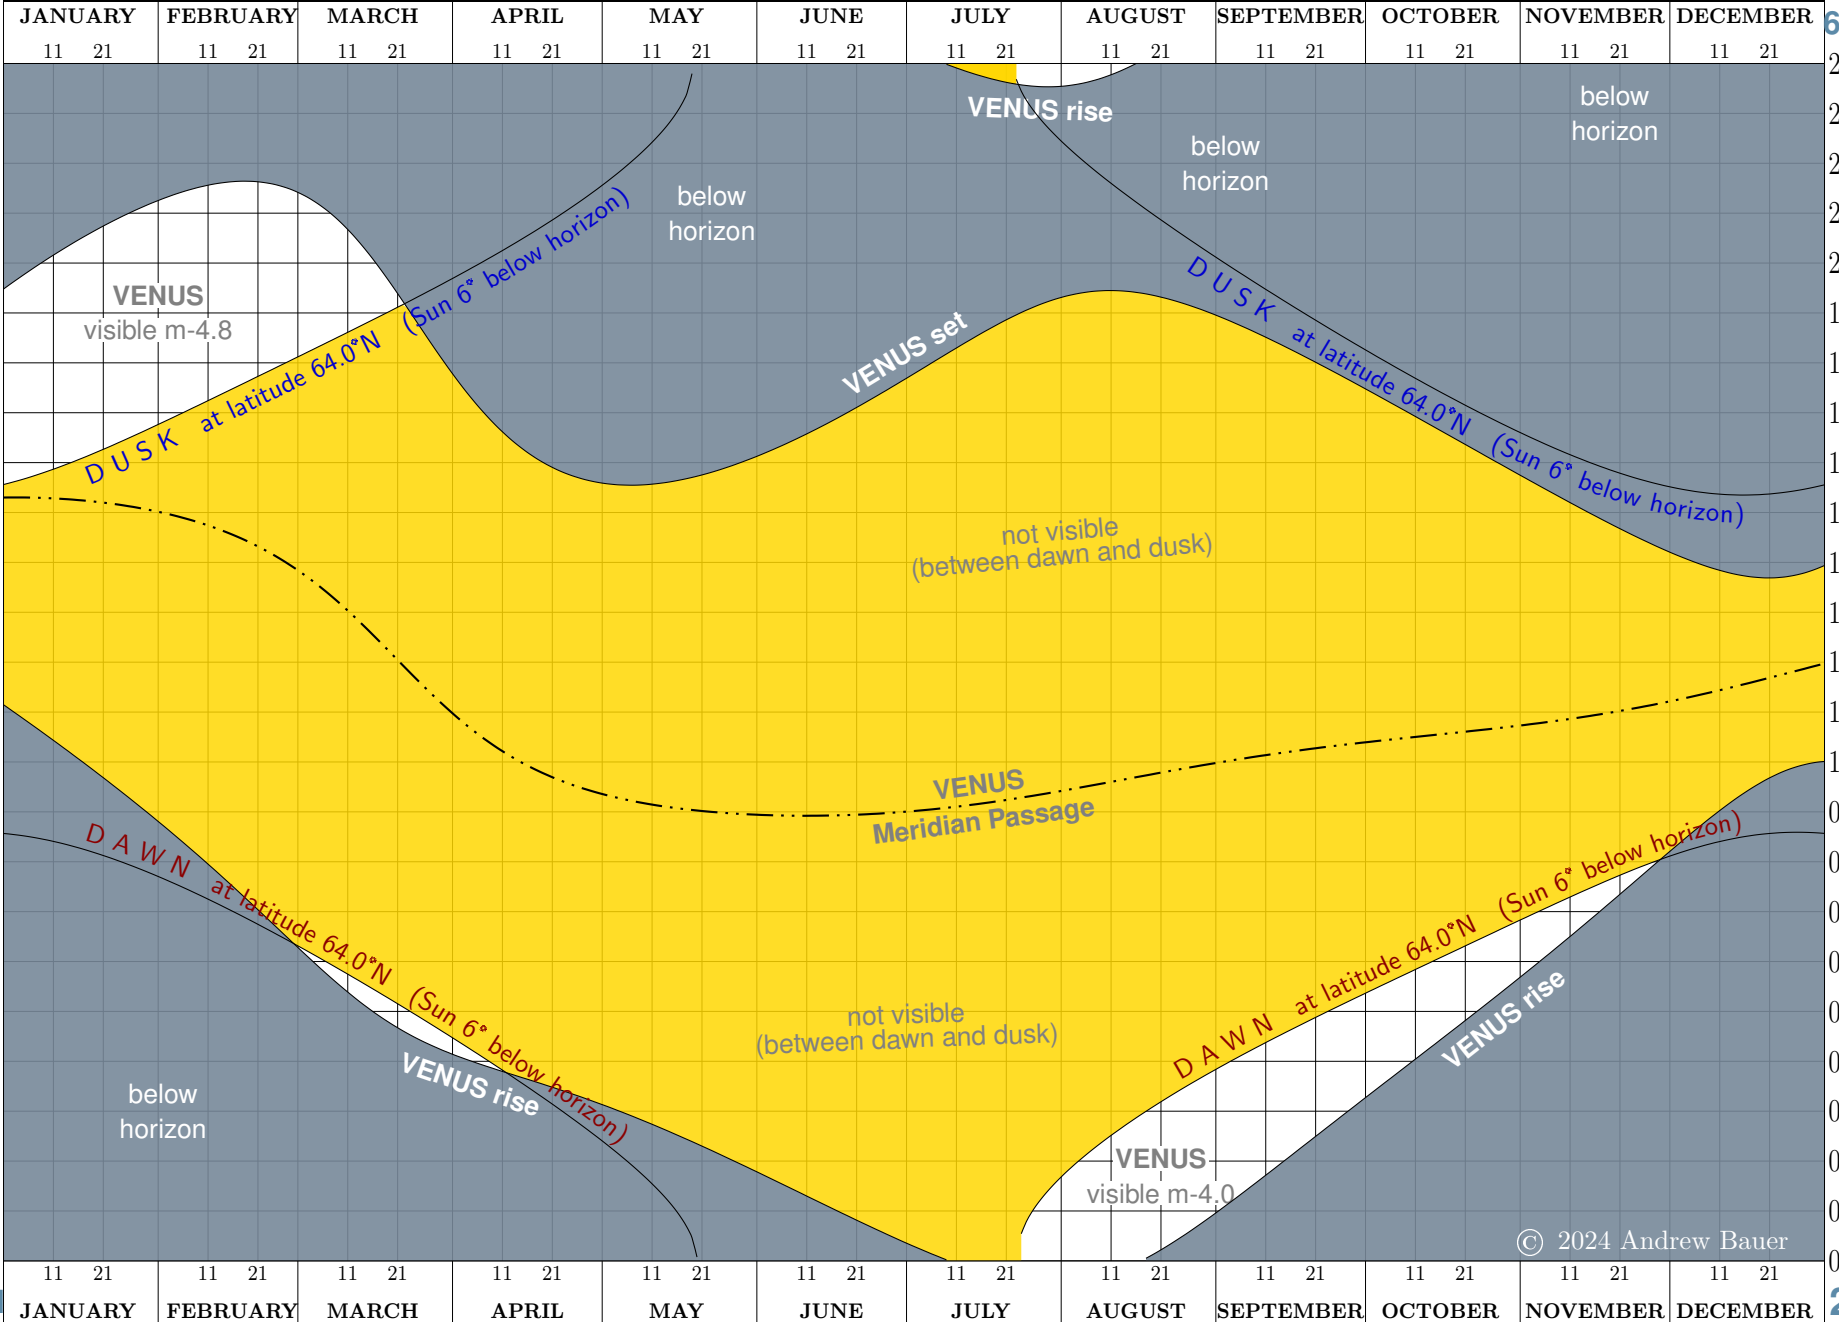 JANUARY FEBRUARY MARCH APRIL MAY JUNE JULY AUGUST SEPTEMBER OCTOBER NOVEMBER DECEMBER
11 21 11 21 11 21 11 21 11 21 11 21 11 21 11 21 11 21 11 21 11 21 11 21
VENUS rise
below
horizon
below
horizon
below
horizon
VENUS
visible m-4.8
DUSK at latitude 64.0°N (Sun 6° below horizon)
VENUS set
DUSK at latitude 64.0°N (Sun 6° below horizon)
not visible
(between dawn and dusk)
VENUS
Meridian Passage
DAWN at latitude 64.0°N (Sun 6° below horizon)
VENUS rise
below
horizon
not visible
(between dawn and dusk)
DAWN at latitude 64.0°N (Sun 6° below horizon)
VENUS rise
VENUS
visible m-4.0
© 2024 Andrew Bauer
11 21 11 21 11 21 11 21 11 21 11 21 11 21 11 21 11 21 11 21 11 21 11 21
JANUARY FEBRUARY MARCH APRIL MAY JUNE JULY AUGUST SEPTEMBER OCTOBER NOVEMBER DECEMBER